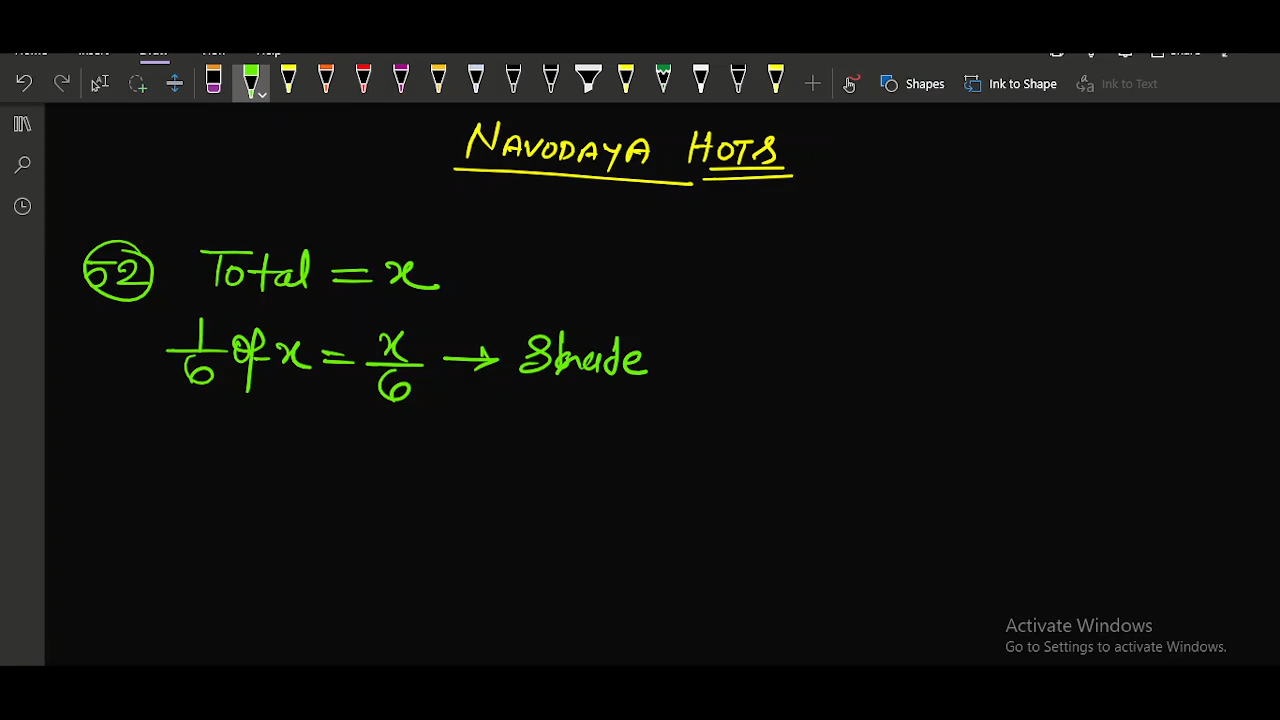 Shapes Ink to Shape Ink to Text
NAVODAYA HOTS
52 Total = x
1/6 of x = x/6 → Shade
Activate Windows
Go to Settings to activate Windows.